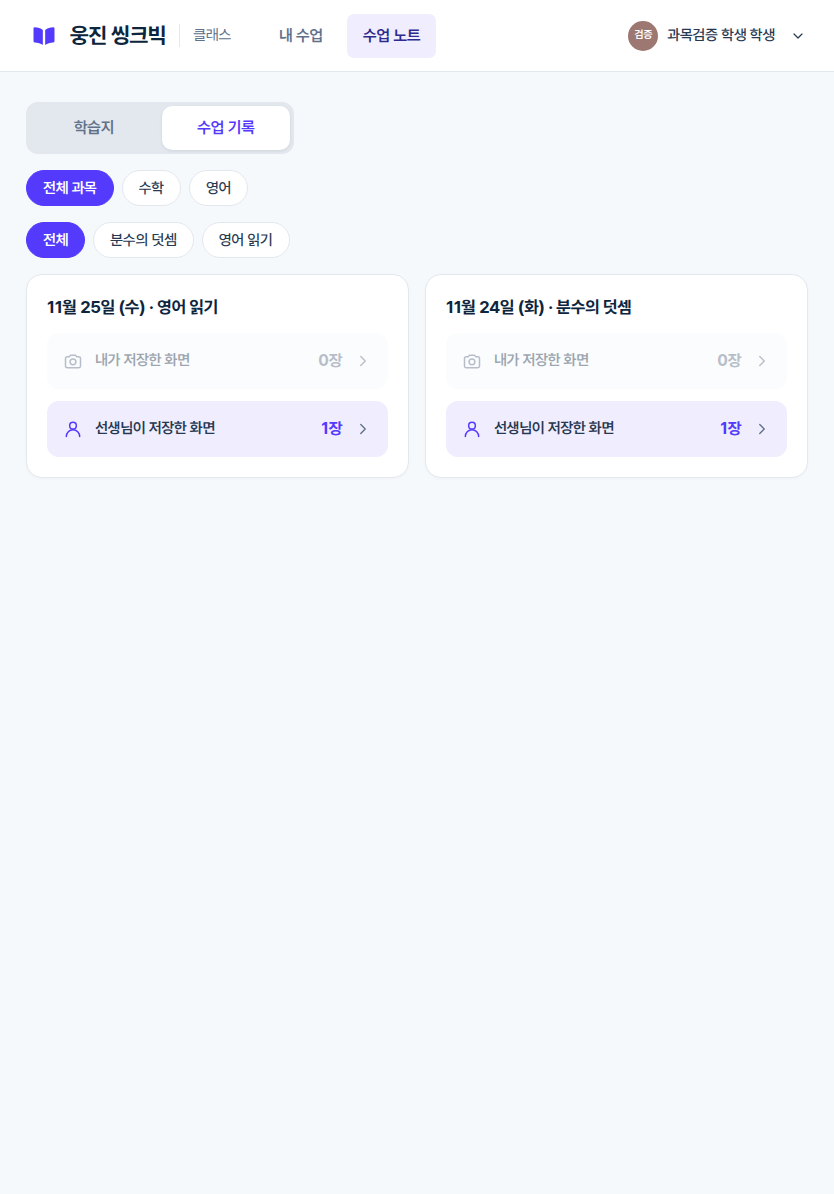 웅진 씽크빅 클래스 내 수업 수업 노트 검증 과목검증 학생 학생
학습지 수업 기록
전체 과목 수학 영어
전체 분수의 덧셈 영어 읽기
11월 25일 (수) · 영어 읽기
내가 저장한 화면 0장
선생님이 저장한 화면 1장
11월 24일 (화) · 분수의 덧셈
내가 저장한 화면 0장
선생님이 저장한 화면 1장